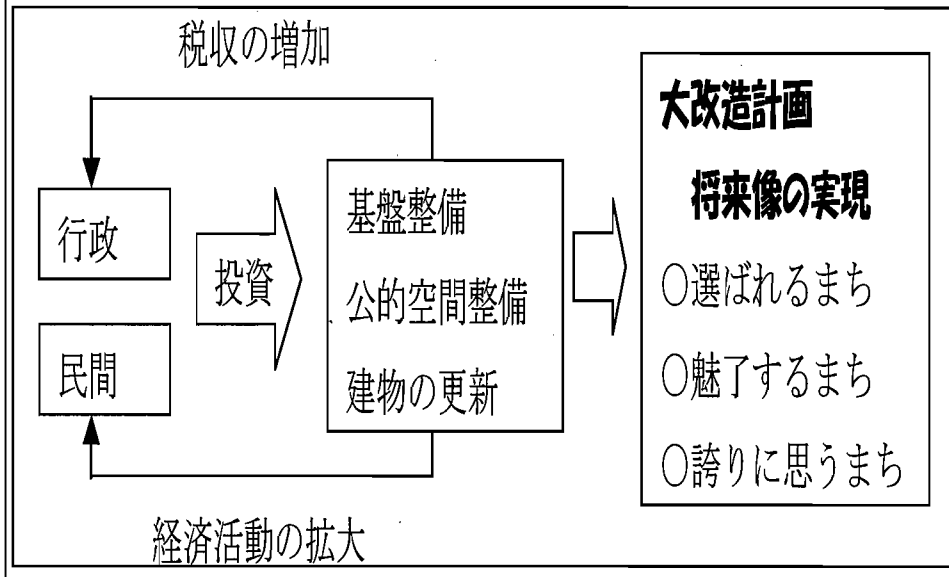 税収の増加
行政
民間
投資
基盤整備
公的空間整備
建物の更新
経済活動の拡大
大改造計画
将来像の実現
○選ばれるまち
○魅了するまち
○誇りに思うまち